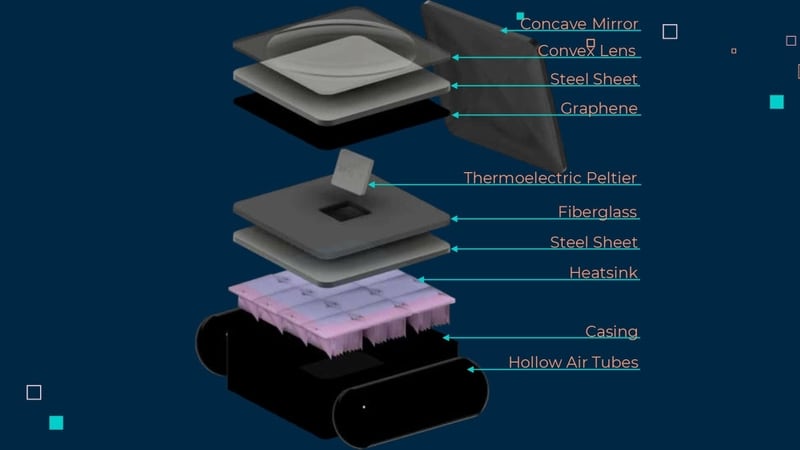 Concave Mirror
Convex Lens
Steel Sheet
Graphene
Thermoelectric Peltier
Fiberglass
Steel Sheet
Heatsink
Casing
Hollow Air Tubes